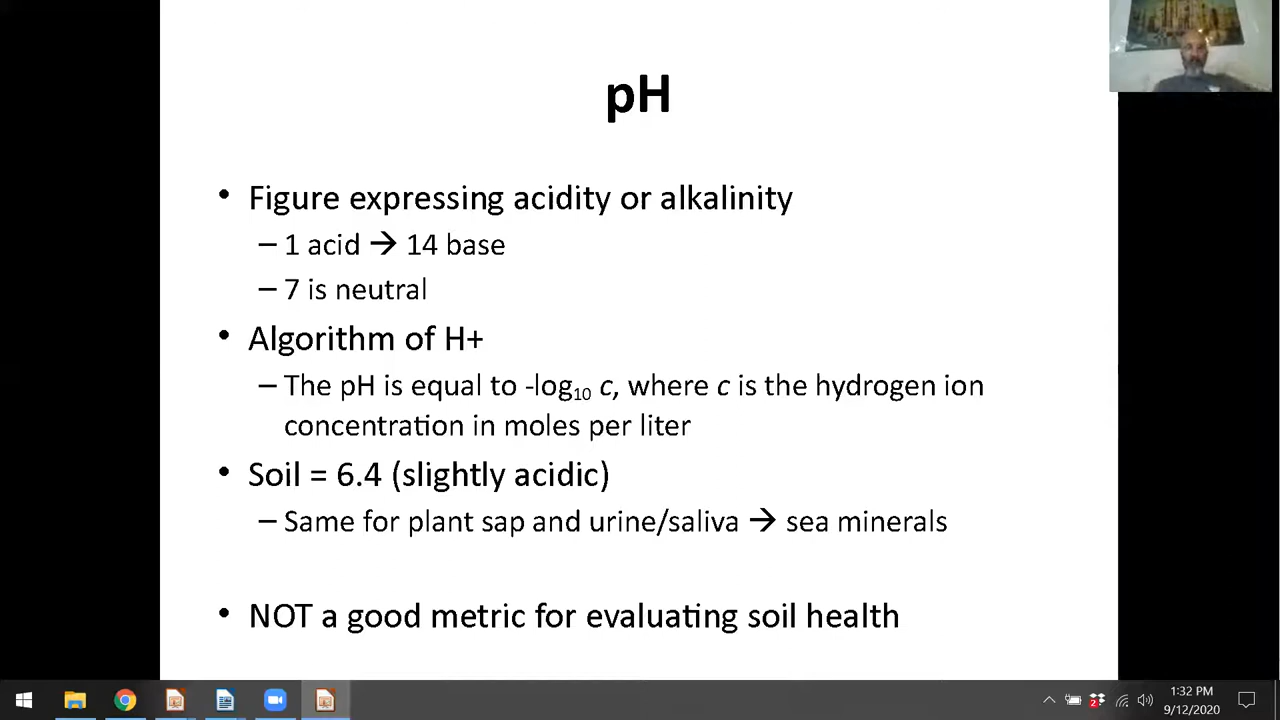 pH
• Figure expressing acidity or alkalinity
– 1 acid → 14 base
– 7 is neutral
• Algorithm of H+
– The pH is equal to -log₁₀ c, where c is the hydrogen ion
concentration in moles per liter
• Soil = 6.4 (slightly acidic)
– Same for plant sap and urine/saliva → sea minerals
• NOT a good metric for evaluating soil health
2
1:32 PM
9/12/2020